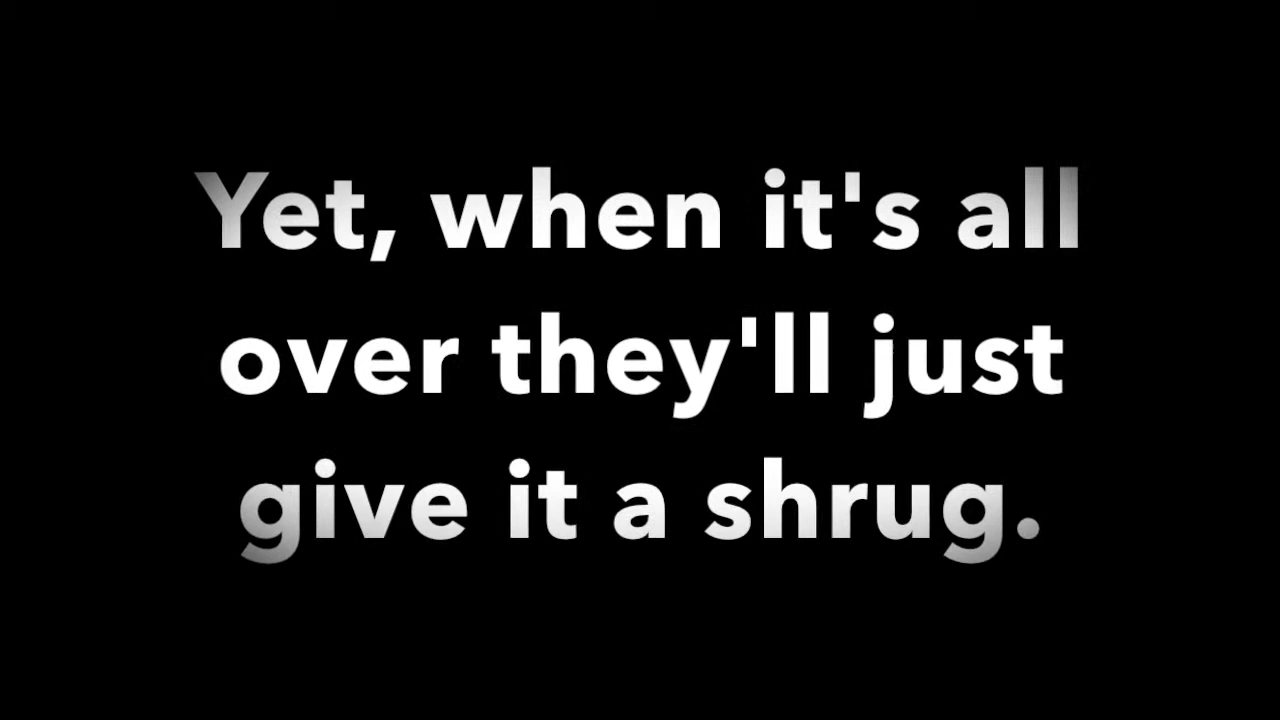 Yet, when it's all
over they'll just
give it a shrug.